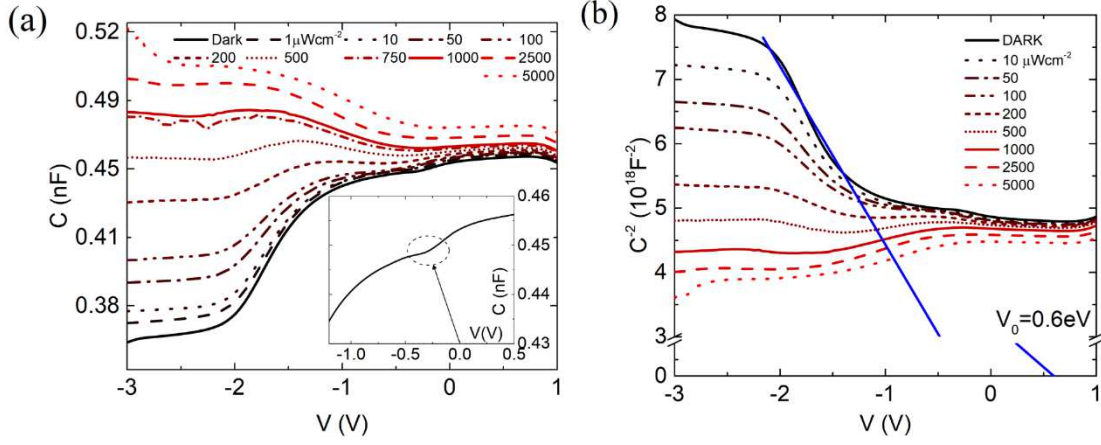 (a)
0.52
0.49
0.45
0.41
0.38
C (nF)
Dark 1μWcm-2 10 50 100
200 500 750 1000 2500
5000
0.46
0.45
0.44
0.43
C (nF)
V(V)
-1.0 -0.5 0.0 0.5
-3 -2 -1 0 1
V (V)
(b)
8
7
6
5
4
3
0
C-2 (1018F-2)
DARK
10 μWcm-2
50
100
200
500
1000
2500
5000
V0=0.6eV
-3 -2 -1 0 1
V (V)